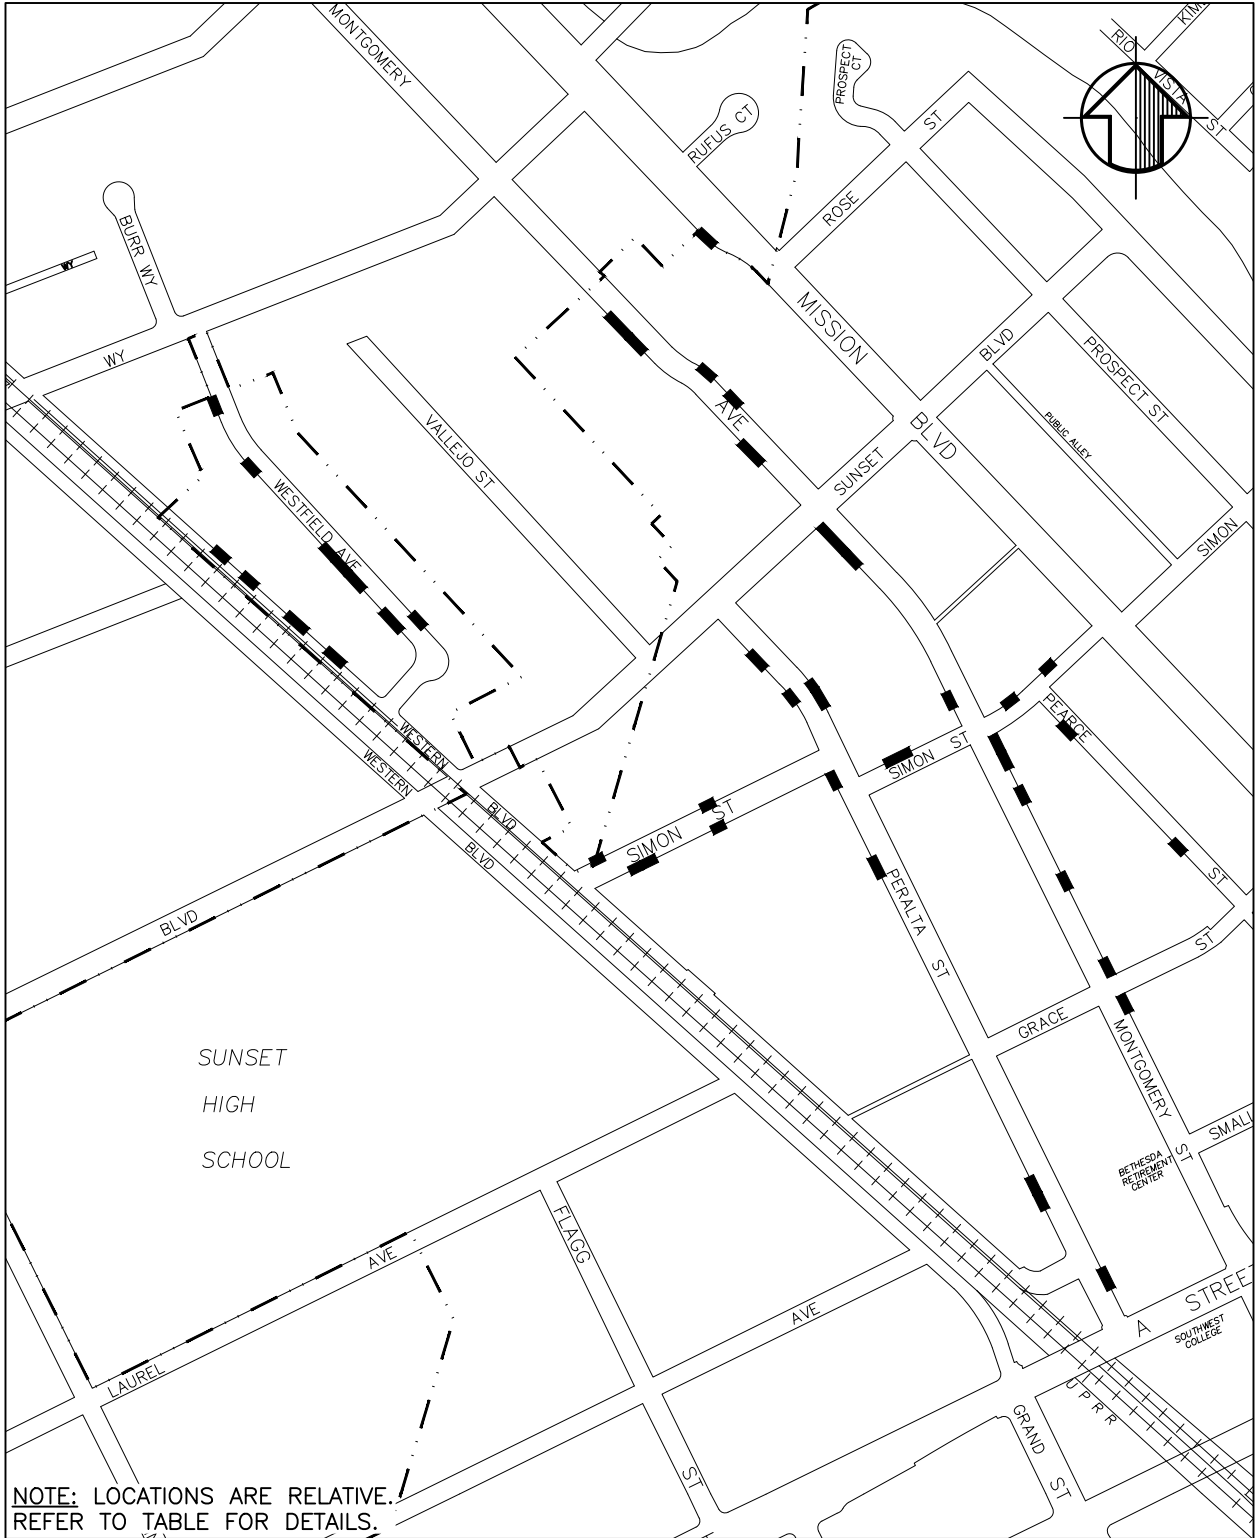 MONTGOMERY
KIM
RIO
VISTA
ST
PROSPECT
CT
RUFUS CT
ST
ROSE
BURR WY
WY
WY
MISSION
BLVD
BLVD
PROSPECT ST
PUBLIC ALLEY
SIMON
AVE
SUNSET
VALLEJO ST
WESTFIELD AVE
PEARCE
ST
SIMON ST
WESTERN
BLVD
WESTERN
BLVD
SIMON ST
PERALTA ST
ST
GRACE
BLVD
MONTGOMERY ST
SMALL
BETHESDA
RETIREMENT
CENTER
SUNSET
HIGH
SCHOOL
FLAGG
ST
AVE
LAUREL
AVE
A STREE
SOUTHWEST
COLLEGE
U P R R
GRAND ST
NOTE: LOCATIONS ARE RELATIVE.
REFER TO TABLE FOR DETAILS.